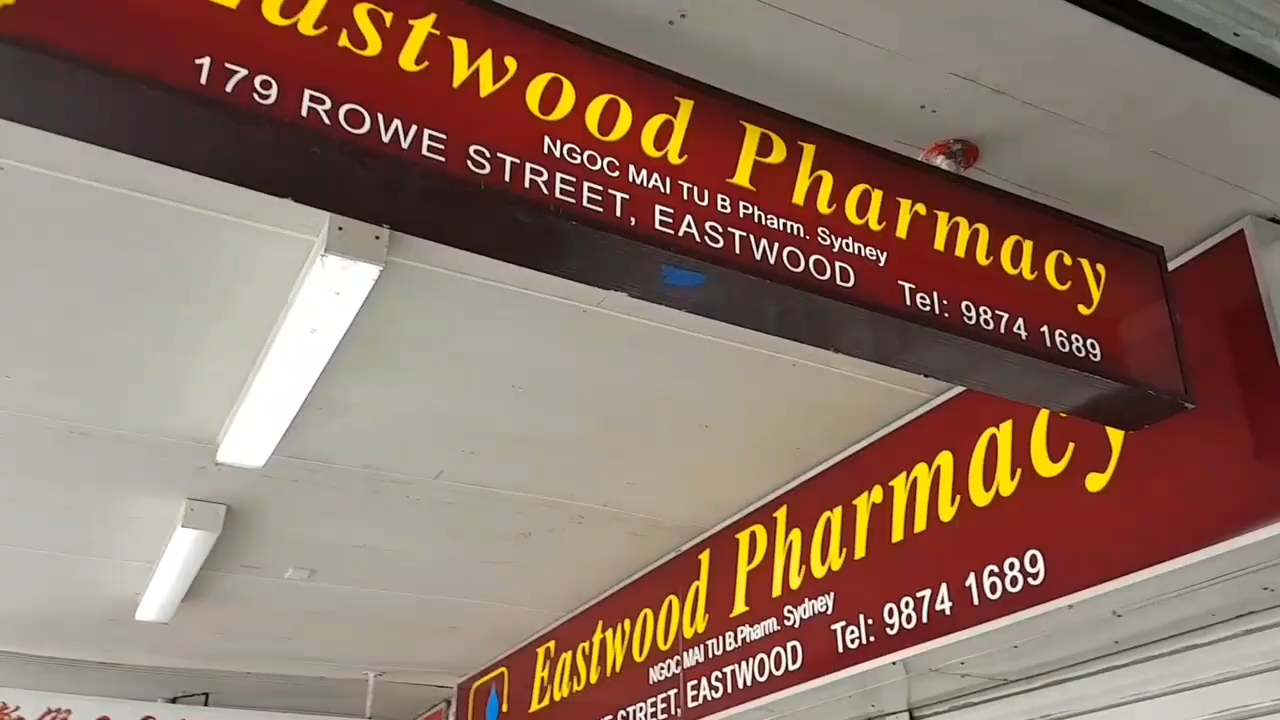 Eastwood Pharmacy
NGOC MAI TU B Pharm. Sydney
179 ROWE STREET, EASTWOOD Tel: 9874 1689
Eastwood Pharmacy
NGOC MAI TU B.Pharm. Sydney
STREET, EASTWOOD Tel: 9874 1689